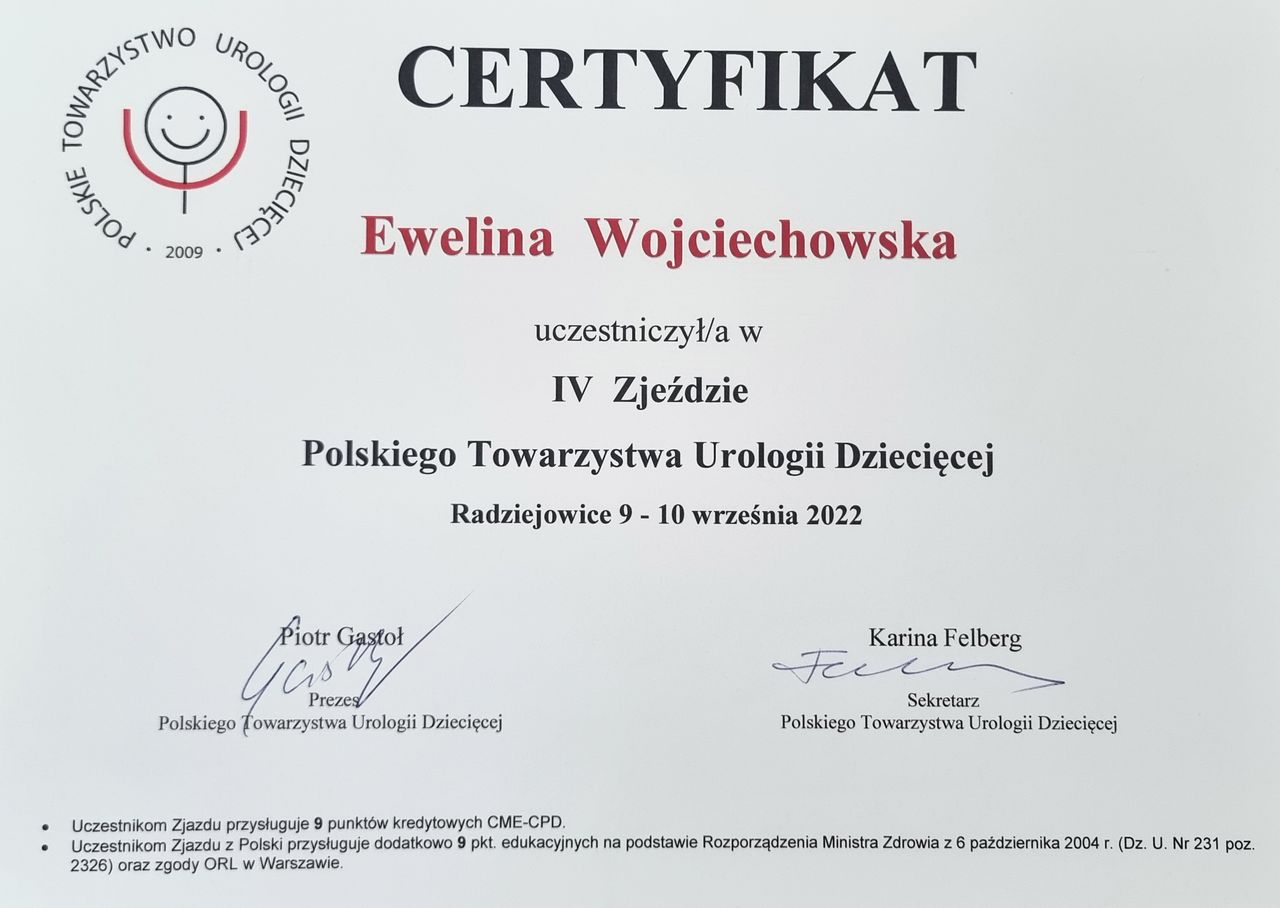 POLSKIE TOWARZYSTWO UROLOGII DZIECIĘCEJ
· 2009 ·
CERTYFIKAT
Ewelina Wojciechowska
uczestniczył/a w
IV Zjeździe
Polskiego Towarzystwa Urologii Dziecięcej
Radziejowice 9 - 10 września 2022
Piotr Gastoł
Prezes
Polskiego Towarzystwa Urologii Dziecięcej
Karina Felberg
Sekretarz
Polskiego Towarzystwa Urologii Dziecięcej
• Uczestnikom Zjazdu przysługuje 9 punktów kredytowych CME-CPD.
• Uczestnikom Zjazdu z Polski przysługuje dodatkowo 9 pkt. edukacyjnych na podstawie Rozporządzenia Ministra Zdrowia z 6 października 2004 r. (Dz. U. Nr 231 poz.
2326) oraz zgody ORL w Warszawie.